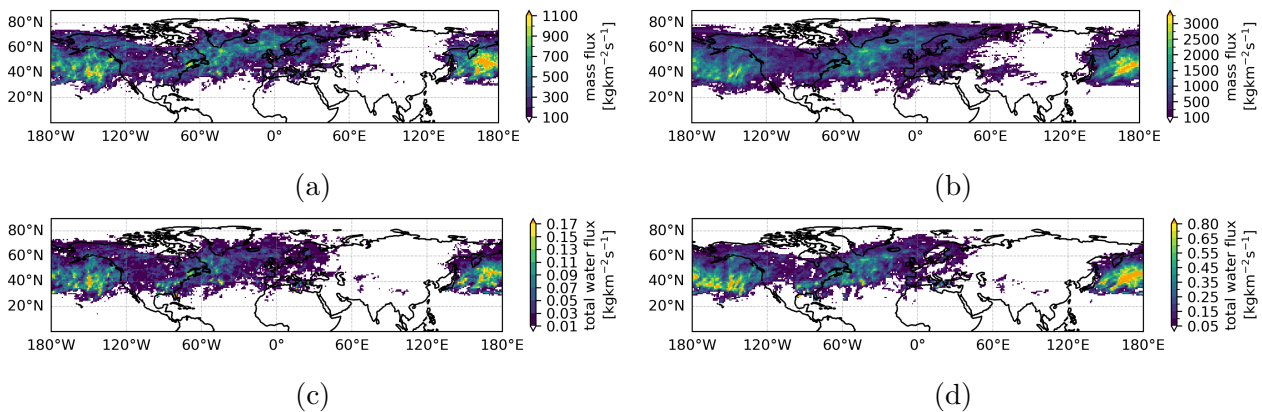 80°N
60°N
40°N
20°N
180°W 120°W 60°W 0° 60°E 120°E 180°E
1100
900
700
500
300
100
mass flux
[kgkm⁻²s⁻¹]
(a)
80°N
60°N
40°N
20°N
180°W 120°W 60°W 0° 60°E 120°E 180°E
3000
2500
2000
1500
1000
500
100
mass flux
[kgkm⁻²s⁻¹]
(b)
80°N
60°N
40°N
20°N
180°W 120°W 60°W 0° 60°E 120°E 180°E
0.17
0.15
0.13
0.11
0.09
0.07
0.05
0.03
0.01
total water flux
[kgkm⁻²s⁻¹]
(c)
80°N
60°N
40°N
20°N
180°W 120°W 60°W 0° 60°E 120°E 180°E
0.80
0.65
0.55
0.45
0.35
0.25
0.15
0.05
total water flux
[kgkm⁻²s⁻¹]
(d)